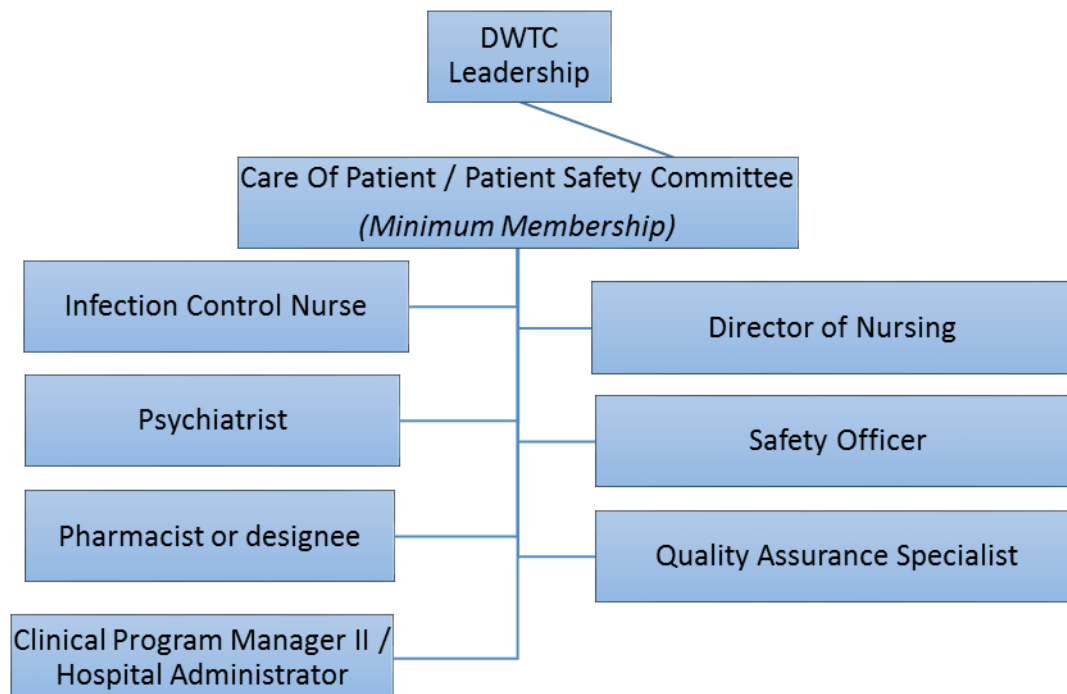 DWTC
Leadership
Care Of Patient / Patient Safety Committee
(Minimum Membership)
Infection Control Nurse
Director of Nursing
Psychiatrist
Safety Officer
Pharmacist or designee
Quality Assurance Specialist
Clinical Program Manager II /
Hospital Administrator